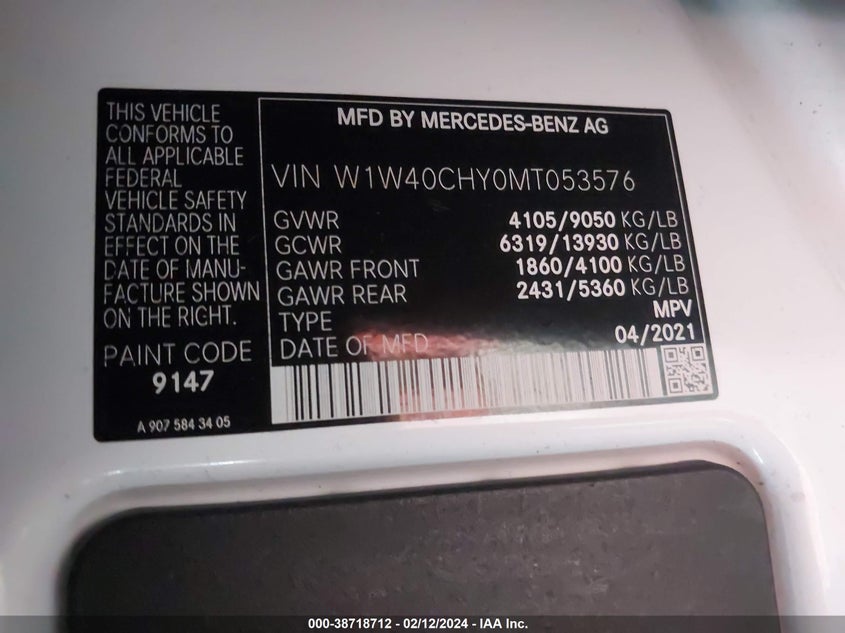 THIS VEHICLE
CONFORMS TO
ALL APPLICABLE
FEDERAL
VEHICLE SAFETY
STANDARDS IN
EFFECT ON THE
DATE OF MANU-
FACTURE SHOWN
ON THE RIGHT.
PAINT CODE
9147
A 907 584 34 05
MFD BY MERCEDES-BENZ AG
VIN W1W40CHY0MT053576
GVWR 4105/9050 KG/LB
GCWR 6319/13930 KG/LB
GAWR FRONT 1860/4100 KG/LB
GAWR REAR 2431/5360 KG/LB
TYPE MPV
DATE OF MFD 04/2021
000-38718712 - 02/12/2024 - IAA Inc.